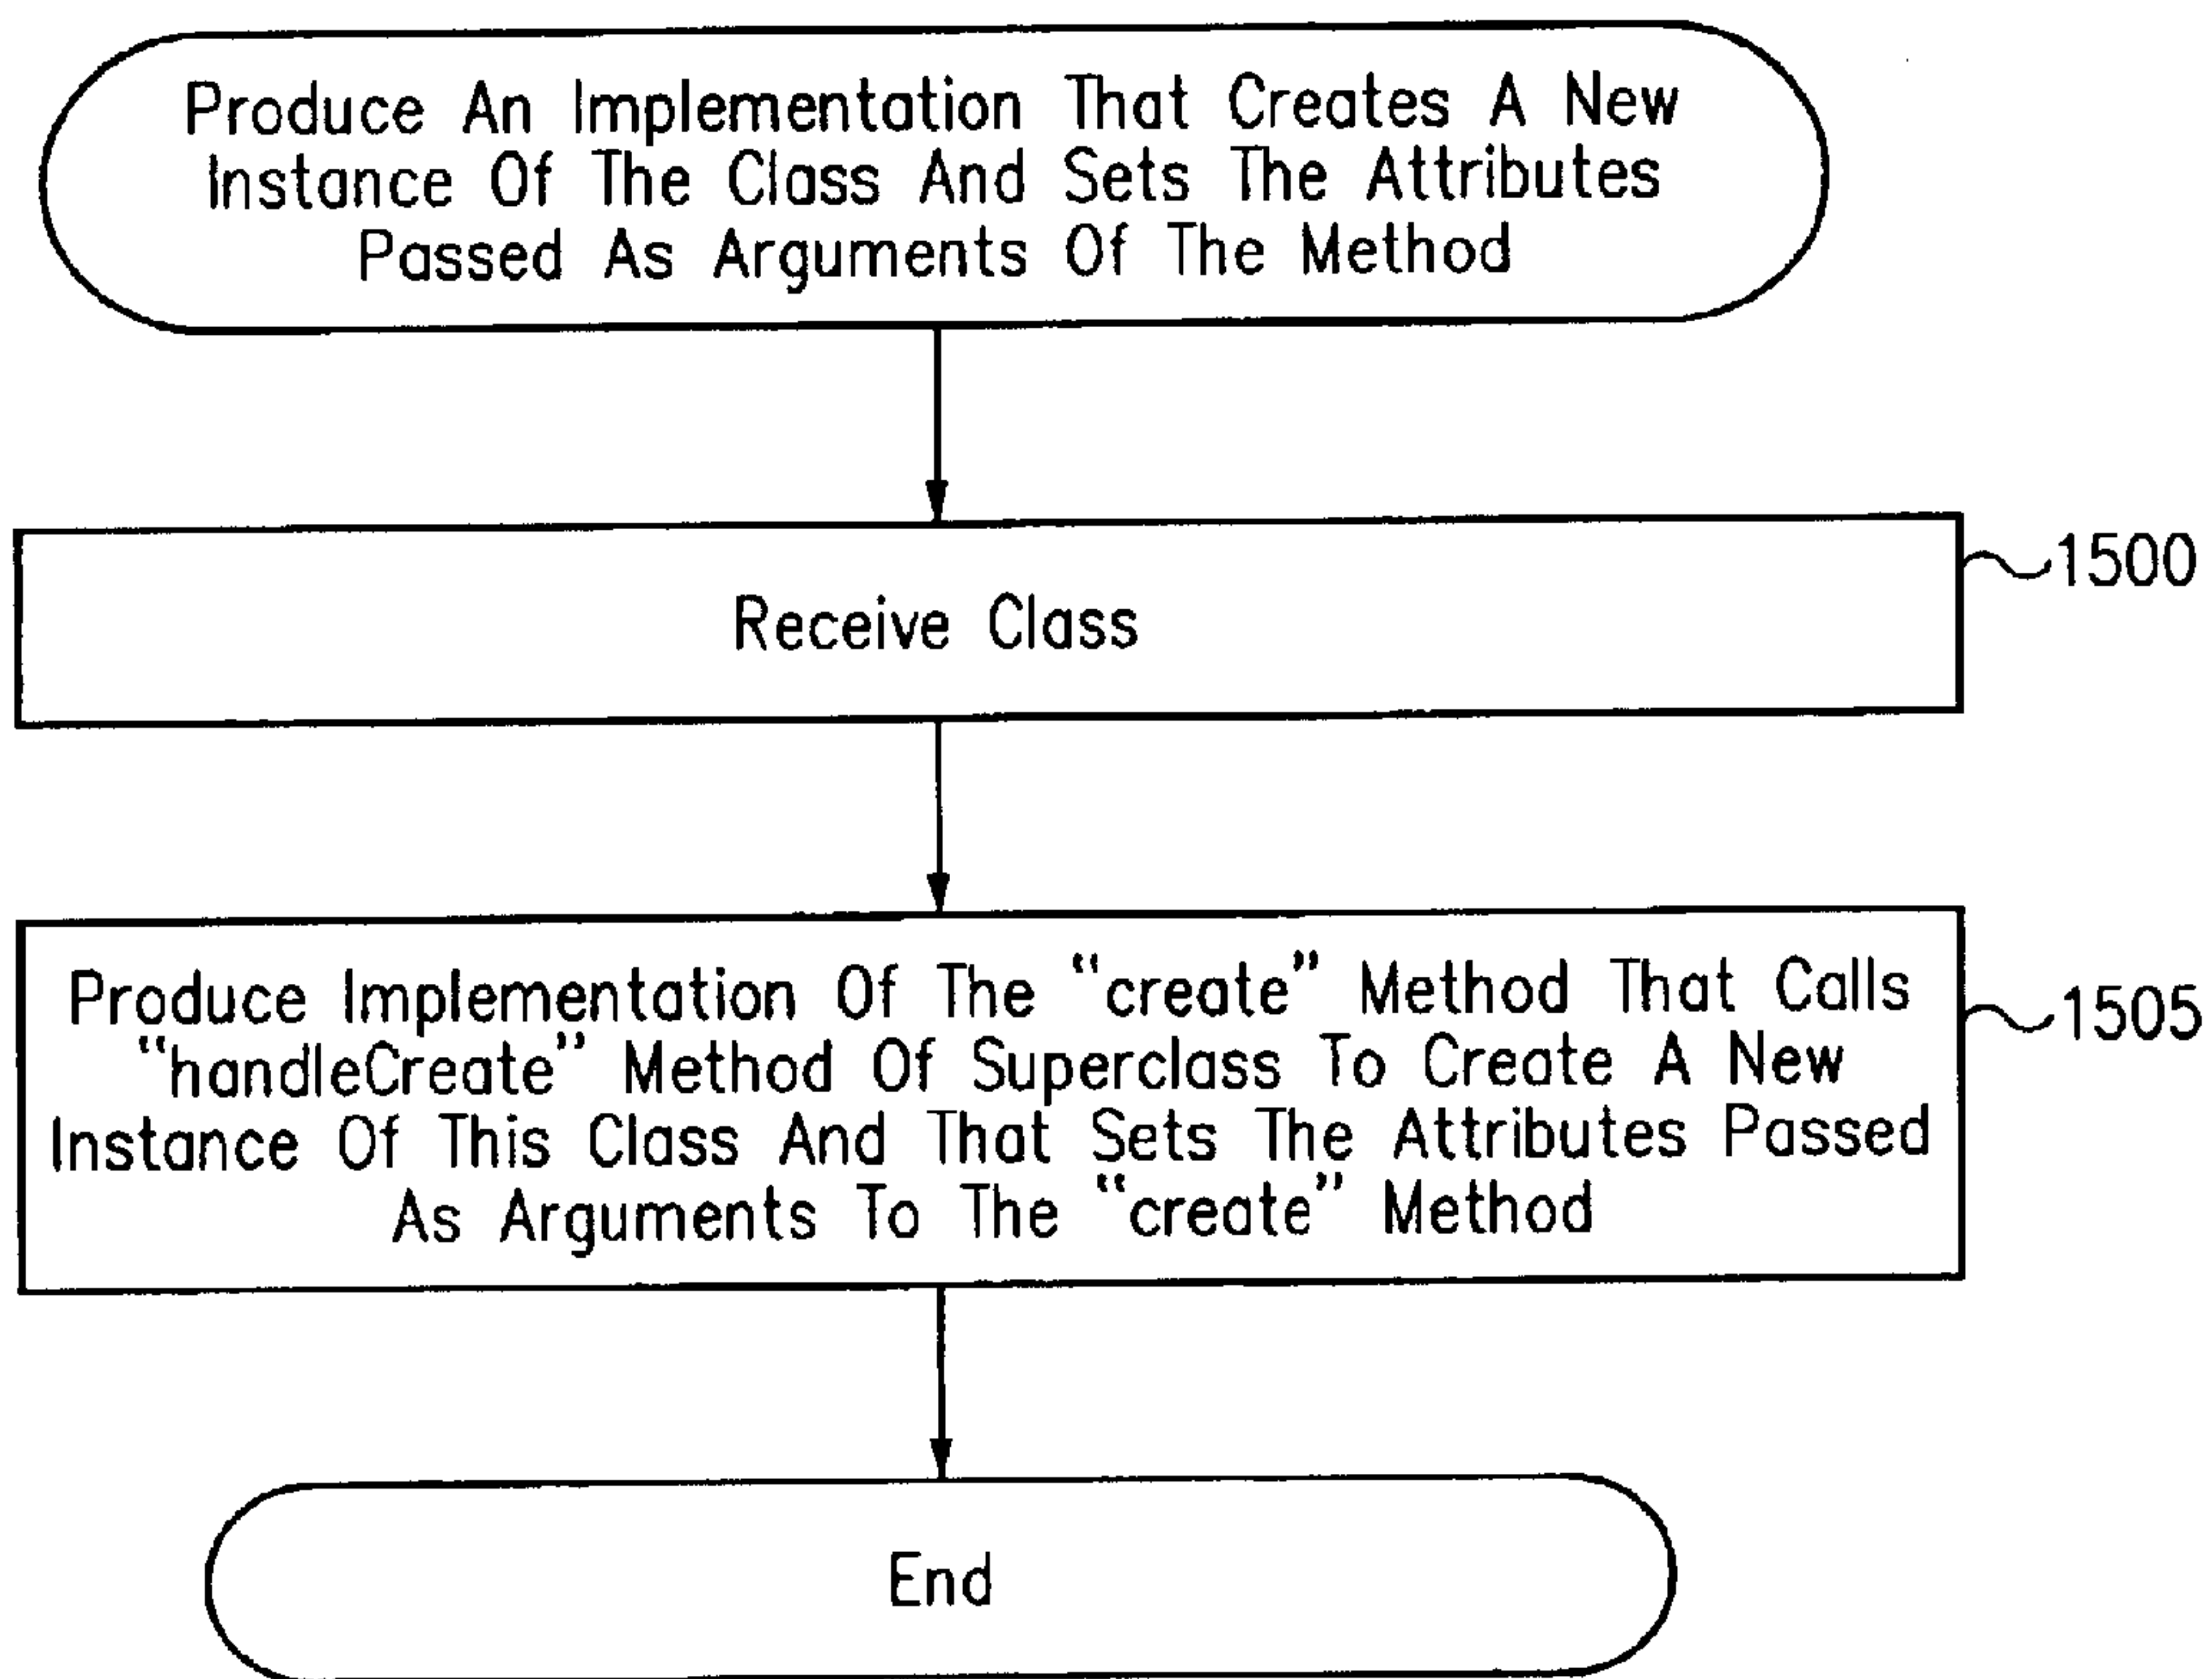 Produce An Implementation That Creates A New
Instance Of The Class And Sets The Attributes
Passed As Arguments Of The Method
1500
Receive Class
Produce Implementation Of The “create” Method That Calls
1505
“handleCreate” Method Of Superclass To Create A New
Instance Of This Class And That Sets The Attributes Passed
As Arguments To The “create” Method
End